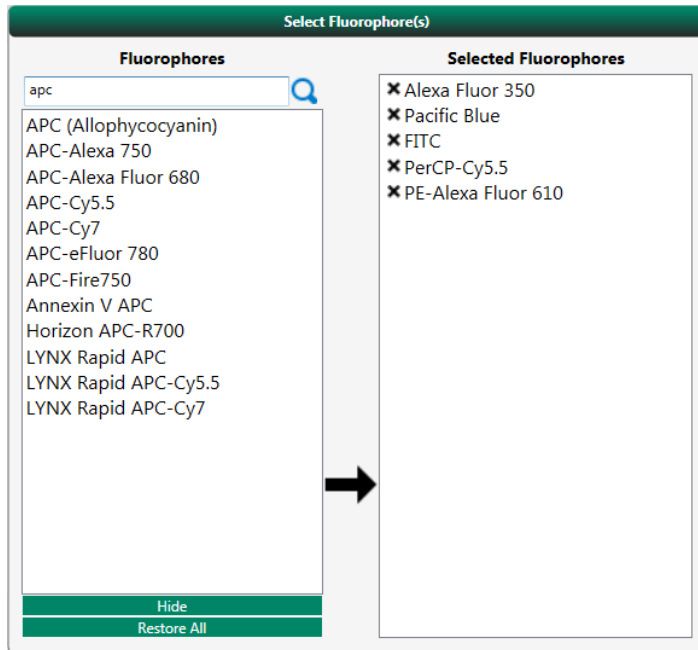 Select Fluorophore(s)
Fluorophores
apc
APC (Allophycocyanin)
APC-Alexa 750
APC-Alexa Fluor 680
APC-Cy5.5
APC-Cy7
APC-eFluor 780
APC-Fire750
Annexin V APC
Horizon APC-R700
LYNX Rapid APC
LYNX Rapid APC-Cy5.5
LYNX Rapid APC-Cy7
Hide
Restore All
Selected Fluorophores
Alexa Fluor 350
Pacific Blue
FITC
PerCP-Cy5.5
PE-Alexa Fluor 610